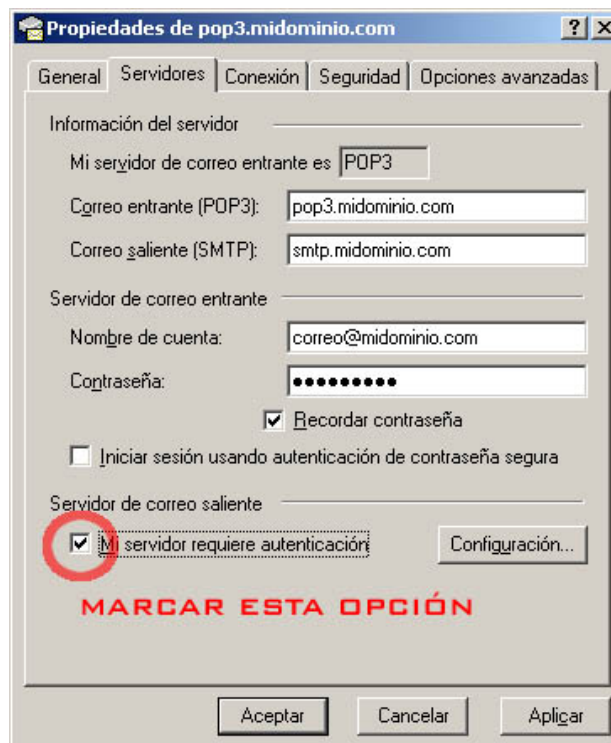 Propiedades de pop3.midominio.com
General Servidores Conexión Seguridad Opciones avanzadas
Información del servidor
Mi servidor de correo entrante es POP3
Correo entrante (POP3): pop3.midominio.com
Correo saliente (SMTP): smtp.midominio.com
Servidor de correo entrante
Nombre de cuenta: correo@midominio.com
Contraseña: •••••••••
Recordar contraseña
Iniciar sesión usando autenticación de contraseña segura
Servidor de correo saliente
Mi servidor requiere autenticación Configuración...
MARCAR ESTA OPCIÓN
Aceptar Cancelar Aplicar